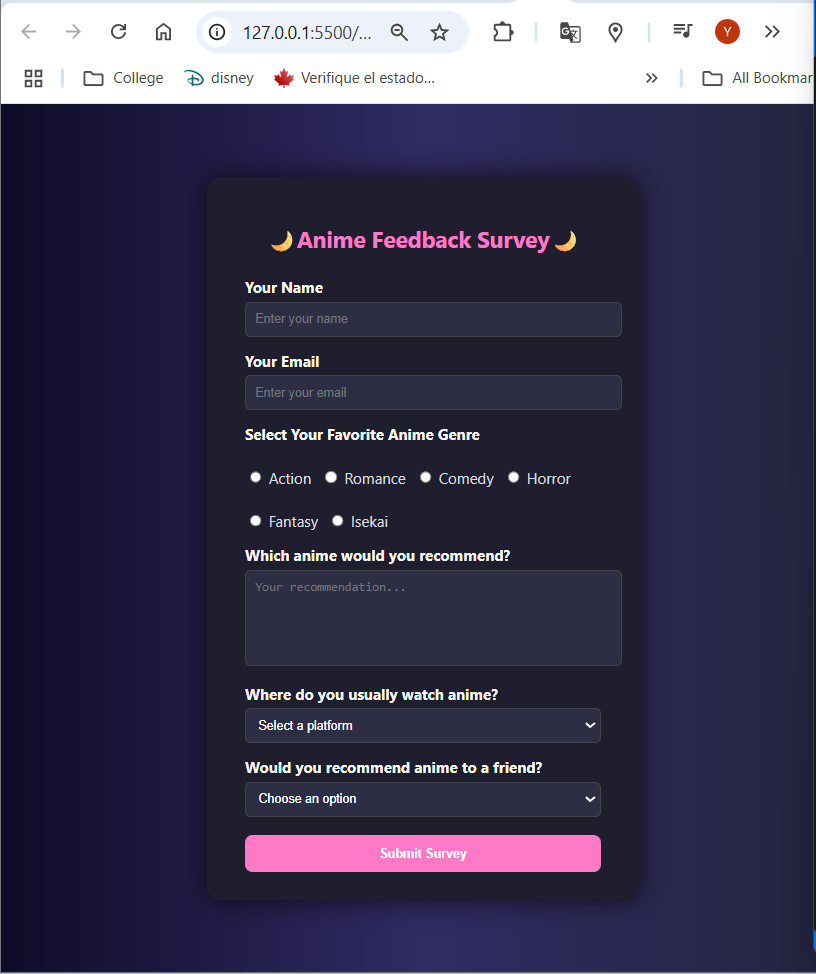 127.0.0.1:5500/...
Y
College
disney
Verifique el estado...
All Bookmar
🌙 Anime Feedback Survey 🌙
Your Name
Enter your name
Your Email
Enter your email
Select Your Favorite Anime Genre
Action Romance Comedy Horror
Fantasy Isekai
Which anime would you recommend?
Your recommendation...
Where do you usually watch anime?
Select a platform
Would you recommend anime to a friend?
Choose an option
Submit Survey